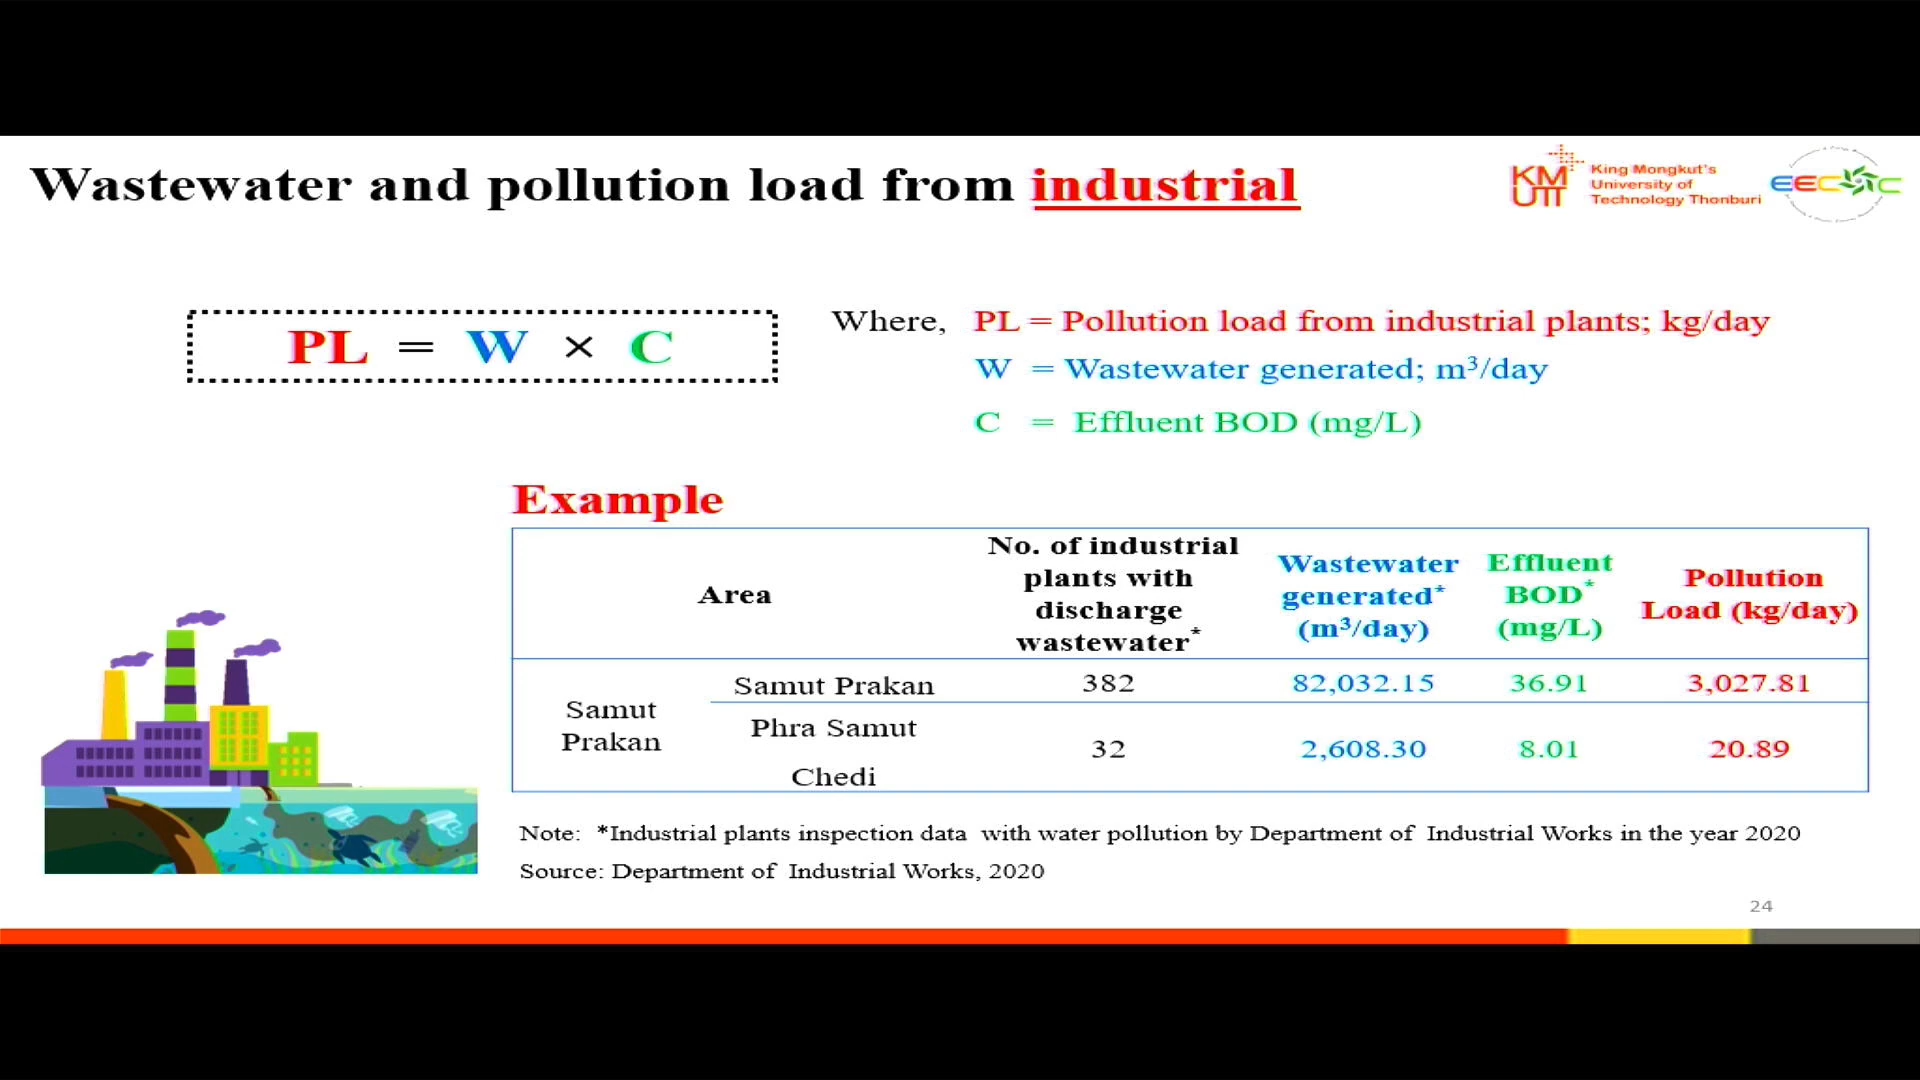 Wastewater and pollution load from industrial
KMUTT
King Mongkut's
University of
Technology Thonburi
PL = W × C
Where, PL = Pollution load from industrial plants; kg/day
W = Wastewater generated; m³/day
C = Effluent BOD (mg/L)
Example
Area
No. of industrial
plants with
discharge
wastewater*
Wastewater
generated*
(m³/day)
Effluent
BOD*
(mg/L)
Pollution
Load (kg/day)
Samut
Prakan
Samut Prakan
382
82,032.15
36.91
3,027.81
Phra Samut
Chedi
32
2,608.30
8.01
20.89
Note: *Industrial plants inspection data with water pollution by Department of Industrial Works in the year 2020
Source: Department of Industrial Works, 2020
24